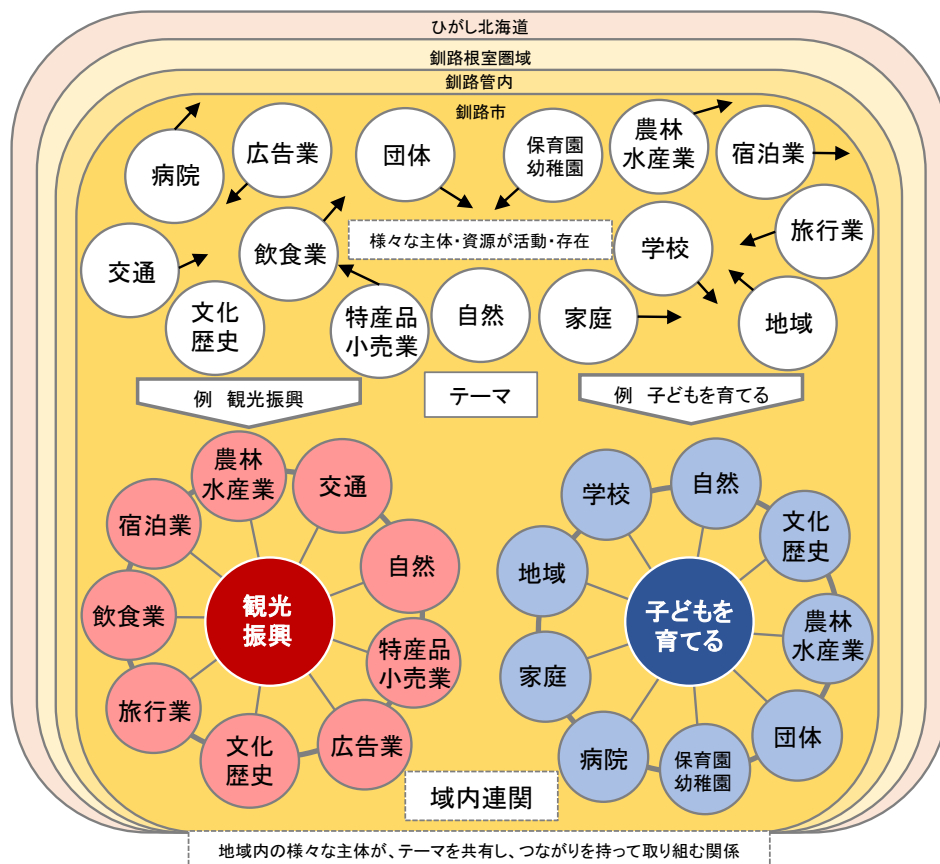 ひがし北海道
釧路根室圏域
釧路管内
釧路市
病院
広告業
団体
保育園
幼稚園
農林
水産業
宿泊業
交通
飲食業
様々な主体・資源が活動・存在
学校
旅行業
文化
歴史
特産品
小売業
自然
家庭
地域
例 観光振興
テーマ
例 子どもを育てる
農林
水産業
交通
宿泊業
自然
飲食業
観光
振興
特産品
小売業
旅行業
文化
歴史
広告業
学校
自然
文化
歴史
地域
子どもを
育てる
農林
水産業
家庭
団体
病院
保育園
幼稚園
域内連関
地域内の様々な主体が、テーマを共有し、つながりを持って取り組む関係